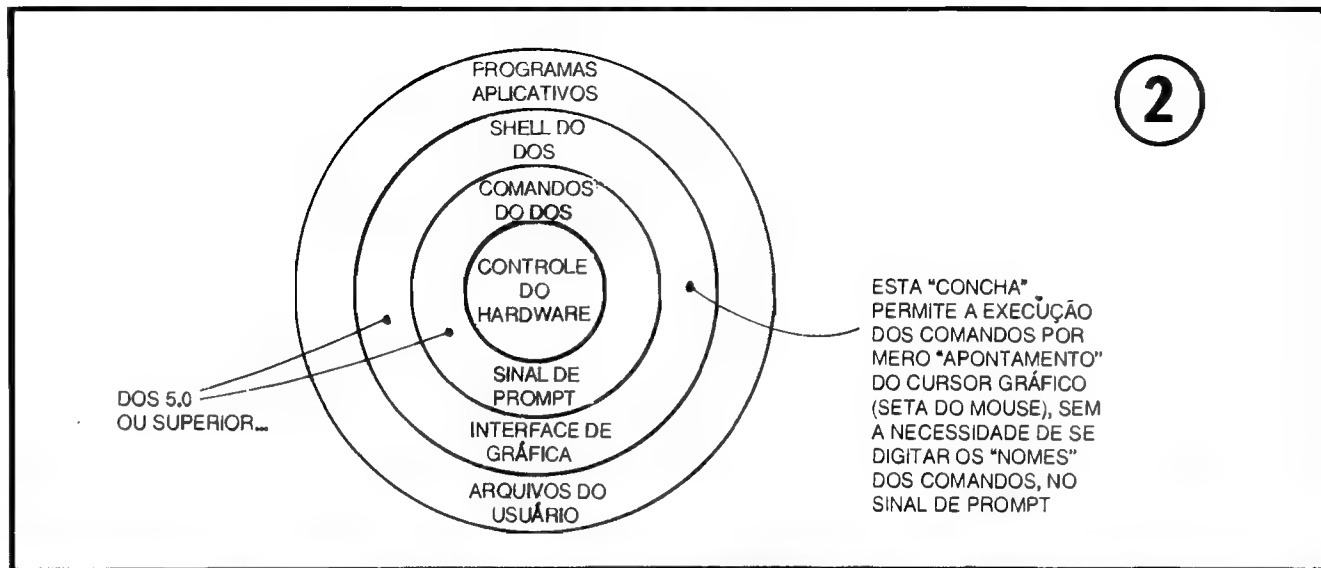 2
PROGRAMAS
APLICATIVOS
SHELL DO
DOS
COMANDOS
DO DOS
CONTROLE
DO
HARDWARE
SINAL DE
PROMPT
INTERFACE DE
GRÁFICA
ARQUIVOS DO
USUÁRIO
DOS 5.0
OU SUPERIOR...
ESTA "CONCHA"
PERMITE A EXECUÇÃO
DOS COMANDOS POR
MERO "APONTAMENTO"
DO CURSOR GRÁFICO
(SETA DO MOUSE), SEM
A NECESSIDADE DE SE
DIGITAR OS "NOMES"
DOS COMANDOS, NO
SINAL DE PROMPT